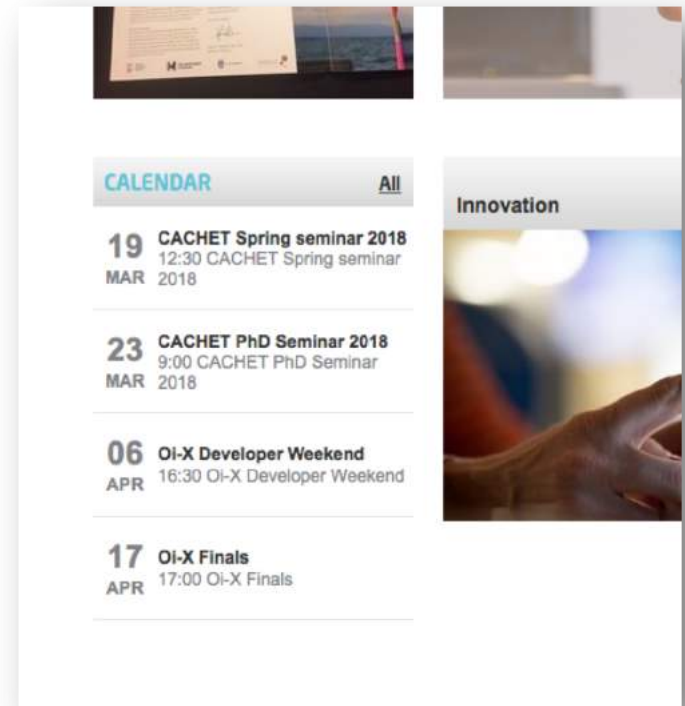 CALENDAR All
19 MAR
CACHET Spring seminar 2018
12:30 CACHET Spring seminar
2018
23 MAR
CACHET PhD Seminar 2018
9:00 CACHET PhD Seminar
2018
06 APR
Oi-X Developer Weekend
16:30 Oi-X Developer Weekend
17 APR
Oi-X Finals
17:00 Oi-X Finals
Innovation